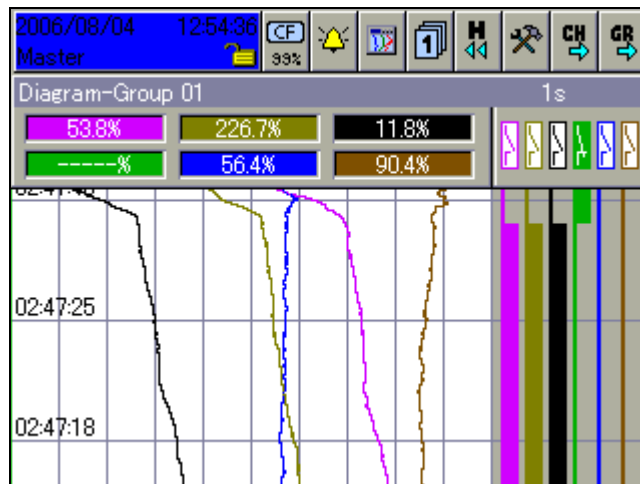 2006/08/04 12:54:36
Master
CF
99%
1
H
CH
GR
Diagram-Group 01 1s
53.8% 226.7% 11.8%
-----% 56.4% 90.4%
02:47:25
02:47:18